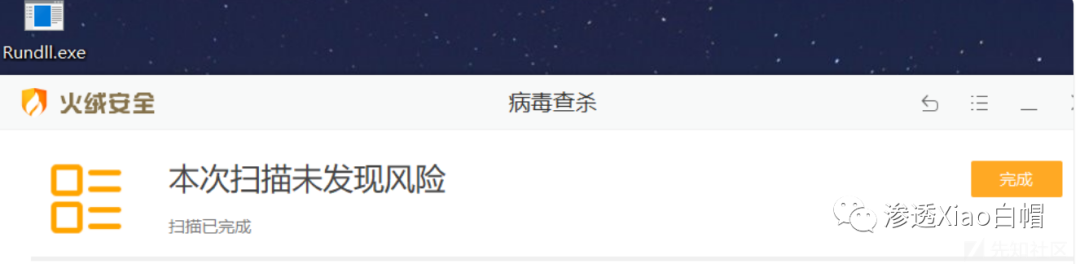 Rundll.exe
火绒安全
病毒查杀
本次扫描未发现风险
完成
扫描已完成
渗透Xiao白帽
先知社区